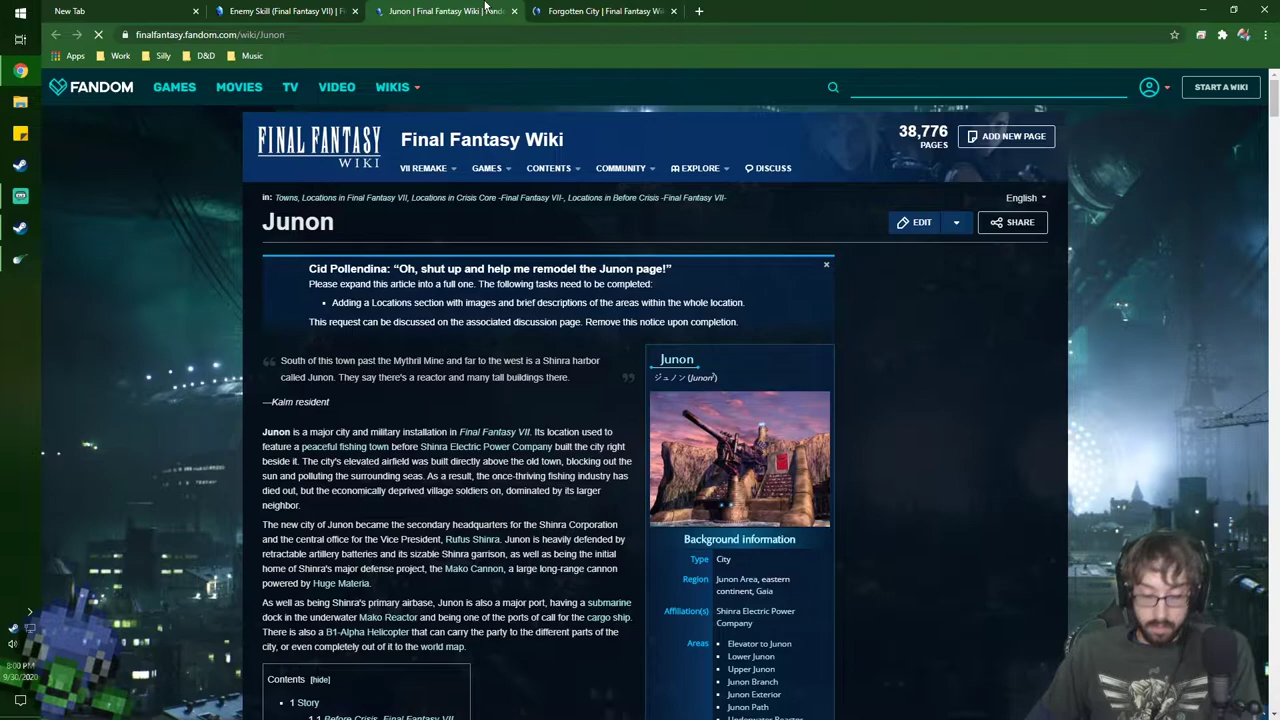 New Tab × Enemy Skill (Final Fantasy VII) | F × Junon | Final Fantasy Wiki | × Forgotten City | Final Fantasy Wiki × +
finalfantasy.fandom.com/wiki/Junon
Apps Work Silly D&D Music
FANDOM GAMES MOVIES TV VIDEO WIKIS START A WIKI
FINAL FANTASY WIKI
Final Fantasy Wiki
38,776 PAGES
ADD NEW PAGE
VII REMAKE GAMES CONTENTS COMMUNITY EXPLORE DISCUSS
in: Towns, Locations in Final Fantasy VII, Locations in Crisis Core -Final Fantasy VII-, Locations in Before Crisis -Final Fantasy VII-
English
Junon
EDIT SHARE
Cid Pollendina: “Oh, shut up and help me remodel the Junon page!”
×
Please expand this article into a full one. The following tasks need to be completed:
▪ Adding a Locations section with images and brief descriptions of the areas within the whole location.
This request can be discussed on the associated discussion page. Remove this notice upon completion.
“ South of this town past the Mythril Mine and far to the west is a Shinra harbor
called Junon. They say there's a reactor and many tall buildings there. ”
—Kalm resident
Junon is a major city and military installation in Final Fantasy VII. Its location used to
feature a peaceful fishing town before Shinra Electric Power Company built the city right
beside it. The city's elevated airfield was built directly above the old town, blocking out the
sun and polluting the surrounding seas. As a result, the once-thriving fishing industry has
died out, but the economically deprived village soldiers on, dominated by its larger
neighbor.
The new city of Junon became the secondary headquarters for the Shinra Corporation
and the central office for the Vice President, Rufus Shinra. Junon is heavily defended by
retractable artillery batteries and its sizable Shinra garrison, as well as being the initial
home of Shinra's major defense project, the Mako Cannon, a large long-range cannon
powered by Huge Materia.
As well as being Shinra's primary airbase, Junon is also a major port, having a submarine
dock in the underwater Mako Reactor and being one of the ports of call for the cargo ship.
There is also a B1-Alpha Helicopter that can carry the party to the different parts of the
city, or even completely out of it to the world map.
Contents [hide]
▪ 1 Story
1.1 Before Crisis -Final Fantasy VII-
Junon
ジュノン (Junon?)
Background information
Type City
Region Junon Area, eastern
continent, Gaia
Affiliation(s) Shinra Electric Power
Company
Areas ▪ Elevator to Junon
▪ Lower Junon
▪ Upper Junon
▪ Junon Branch
▪ Junon Exterior
▪ Junon Path
▪ Underwater Reactor
8:00 PM
9/30/2020